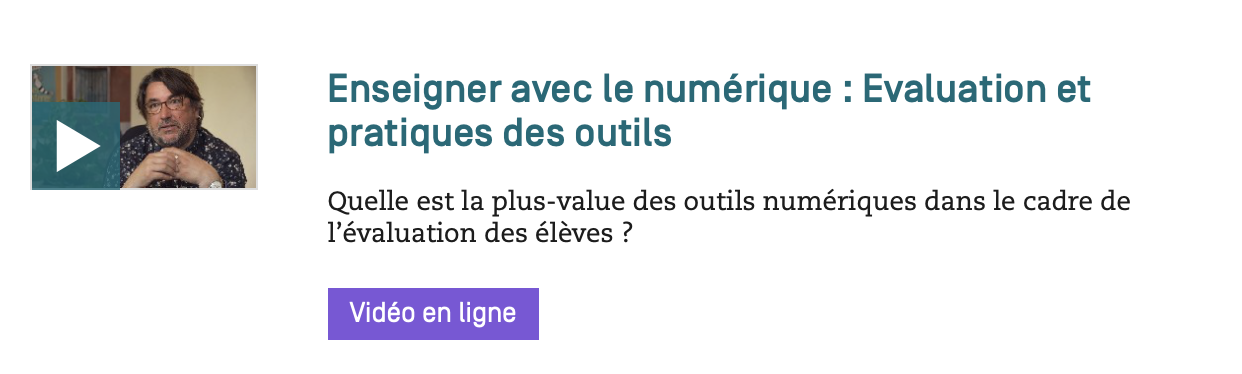 Enseigner avec le numérique : Evaluation et
pratiques des outils
Quelle est la plus-value des outils numériques dans le cadre de
l’évaluation des élèves ?
Vidéo en ligne